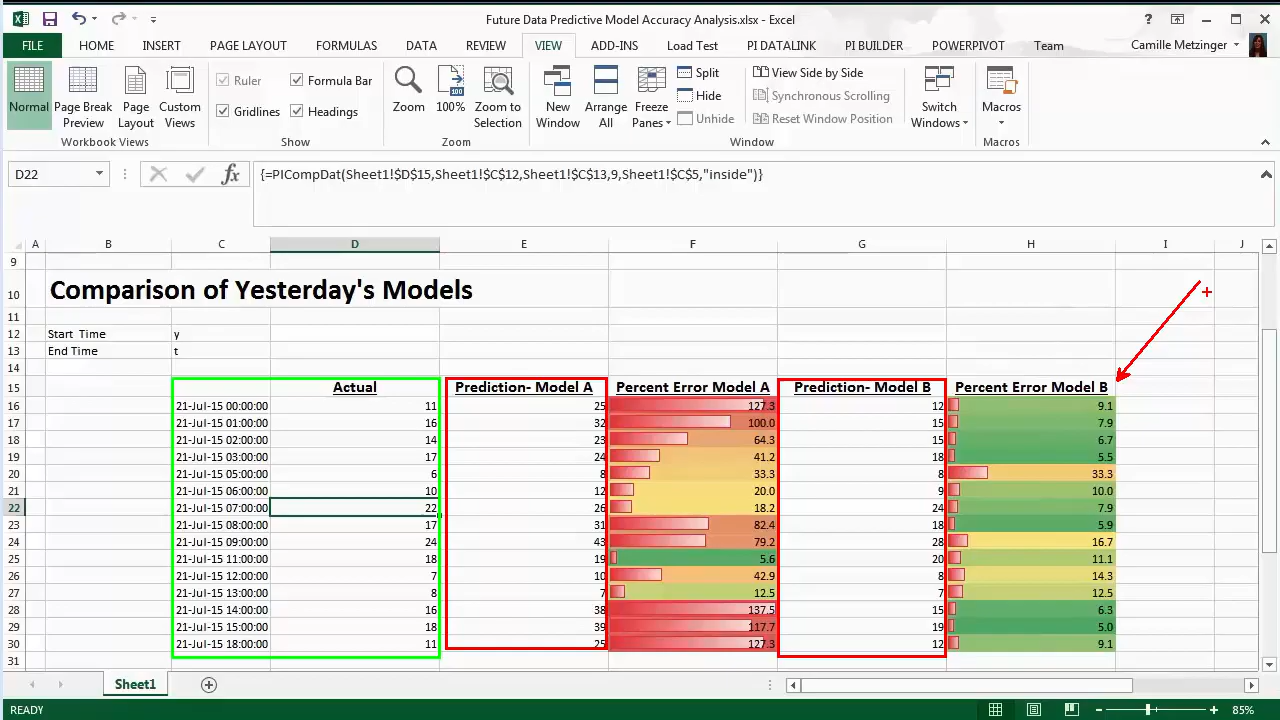 Future Data Predictive Model Accuracy Analysis.xlsx - Excel
FILE HOME INSERT PAGE LAYOUT FORMULAS DATA REVIEW VIEW ADD-INS Load Test PI DATALINK PI BUILDER POWERPIVOT Team Camille Metzinger
Normal Page Break Preview Page Layout Custom Views
Ruler Formula Bar
Gridlines Headings
Zoom 100% Zoom to Selection
New Window Arrange All Freeze Panes
Split
Hide
Unhide
View Side by Side
Synchronous Scrolling
Reset Window Position
Switch Windows Macros
Workbook Views Show Zoom Window Macros
D22 fx {=PICompDat(Sheet1!$D$15,Sheet1!$C$12,Sheet1!$C$13,9,Sheet1!$C$5,"inside")}
A B C D E F G H I J
9
10 Comparison of Yesterday's Models
11
12 Start Time y
13 End Time t
14
15 Actual Prediction- Model A Percent Error Model A Prediction- Model B Percent Error Model B
16 21-Jul-15 00:00:00 11 25 127.3 12 9.1
17 21-Jul-15 01:00:00 16 32 100.0 15 7.9
18 21-Jul-15 02:00:00 14 23 64.3 15 6.7
19 21-Jul-15 03:00:00 17 24 41.2 18 5.5
20 21-Jul-15 05:00:00 6 8 33.3 8 33.3
21 21-Jul-15 06:00:00 10 12 20.0 9 10.0
22 21-Jul-15 07:00:00 22 26 18.2 24 7.9
23 21-Jul-15 08:00:00 17 31 82.4 18 5.9
24 21-Jul-15 09:00:00 24 43 79.2 28 16.7
25 21-Jul-15 11:00:00 18 19 5.6 20 11.1
26 21-Jul-15 12:00:00 7 10 42.9 8 14.3
27 21-Jul-15 13:00:00 8 7 12.5 7 12.5
28 21-Jul-15 14:00:00 16 38 137.5 15 6.3
29 21-Jul-15 15:00:00 18 39 117.7 19 5.0
30 21-Jul-15 18:00:00 11 25 127.3 12 9.1
31
Sheet1
READY 85%